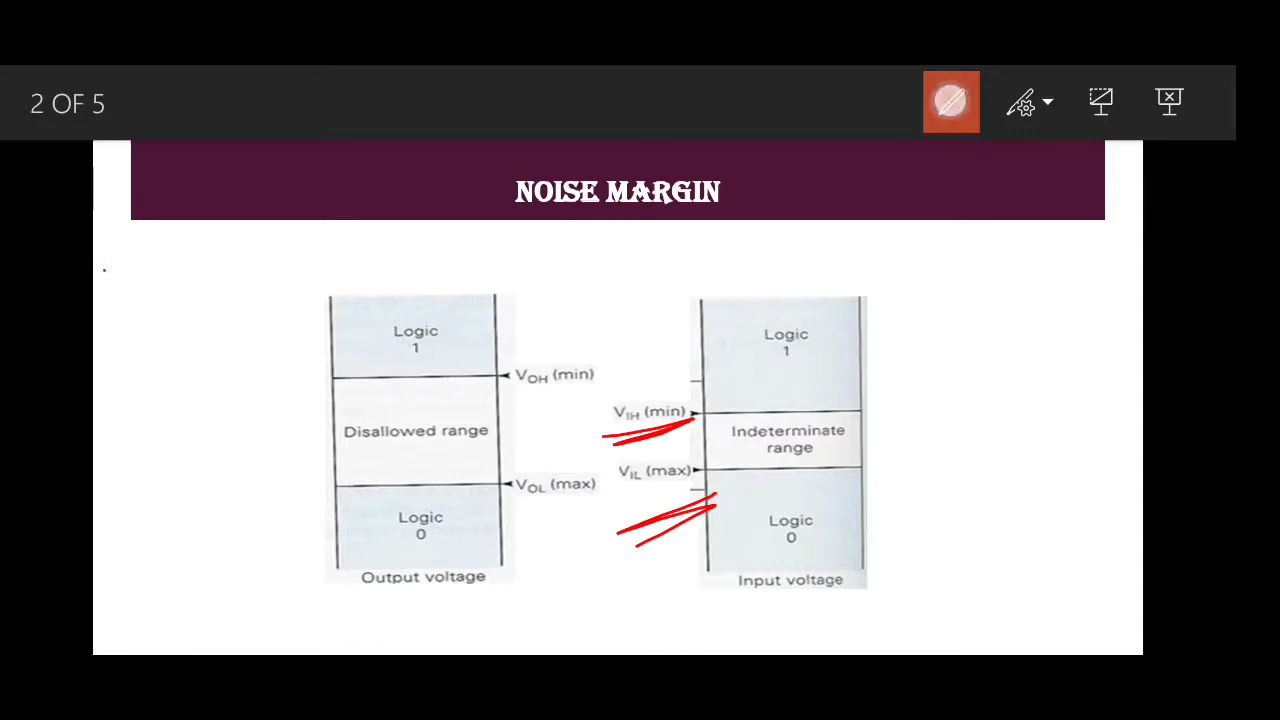 2 OF 5
NOISE MARGIN
Logic
1
VOH (min)
Disallowed range
VOL (max)
Logic
0
Output voltage
Logic
1
VIH (min)
Indeterminate
range
VIL (max)
Logic
0
Input voltage